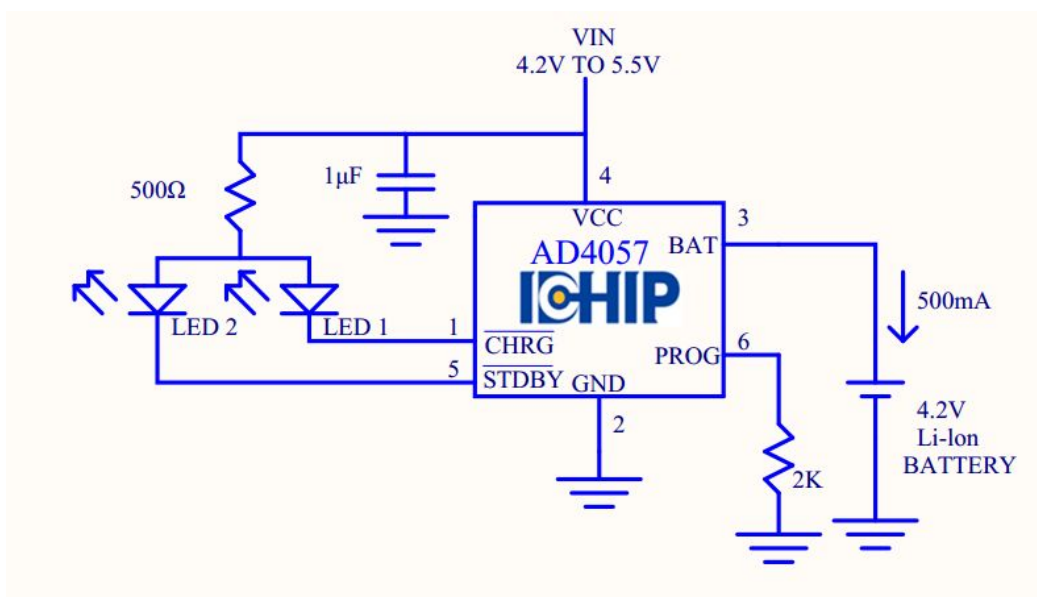 VIN
4.2V TO 5.5V
500Ω
1µF
4
VCC
3
AD4057
BAT
ICHIP
500mA
LED 2
LED 1
1
CHRG
6
PROG
5
STDBY
GND
2
4.2V
Li-lon
BATTERY
2K